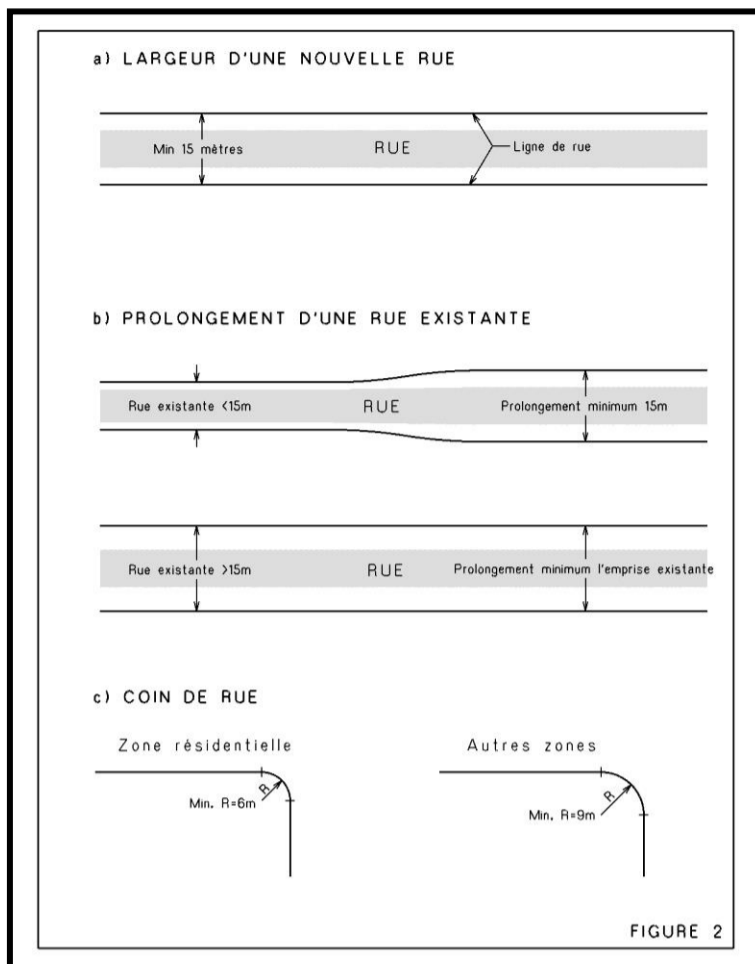 a) LARGEUR D'UNE NOUVELLE RUE
Min 15 mètres
RUE
Ligne de rue
b) PROLONGEMENT D'UNE RUE EXISTANTE
Rue existante <15m
RUE
Prolongement minimum 15m
Rue existante >15m
RUE
Prolongement minimum l'emprise existante
c) COIN DE RUE
Zone résidentielle
Autres zones
R
Min. R=6m
R
Min. R=9m
FIGURE 2